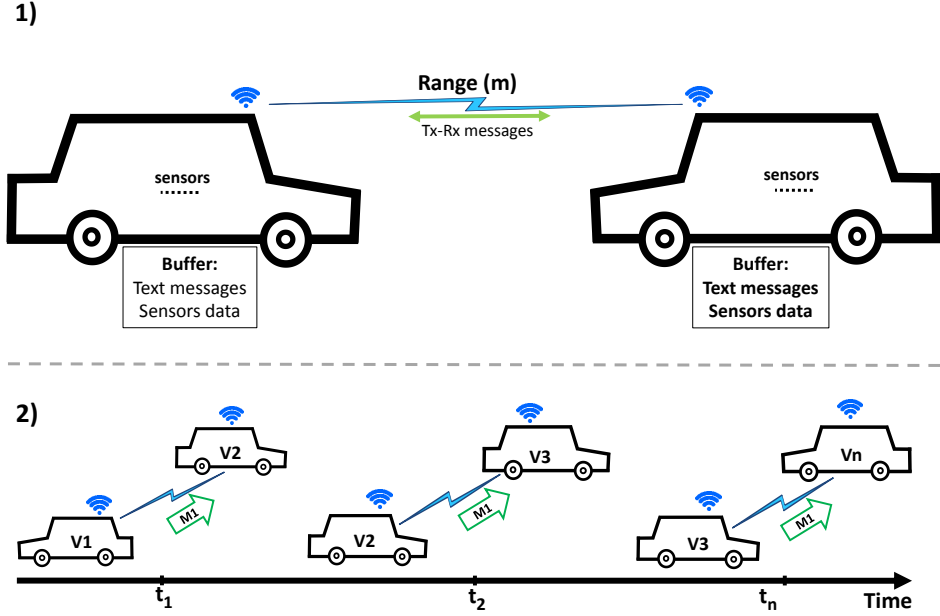 1)
Range (m)
Tx-Rx messages
sensors
sensors
Buffer:
Text messages
Sensors data
Buffer:
Text messages
Sensors data
2)
V2
V3
Vn
M1
M1
M1
V1
V2
V3
t1
t2
tn
Time